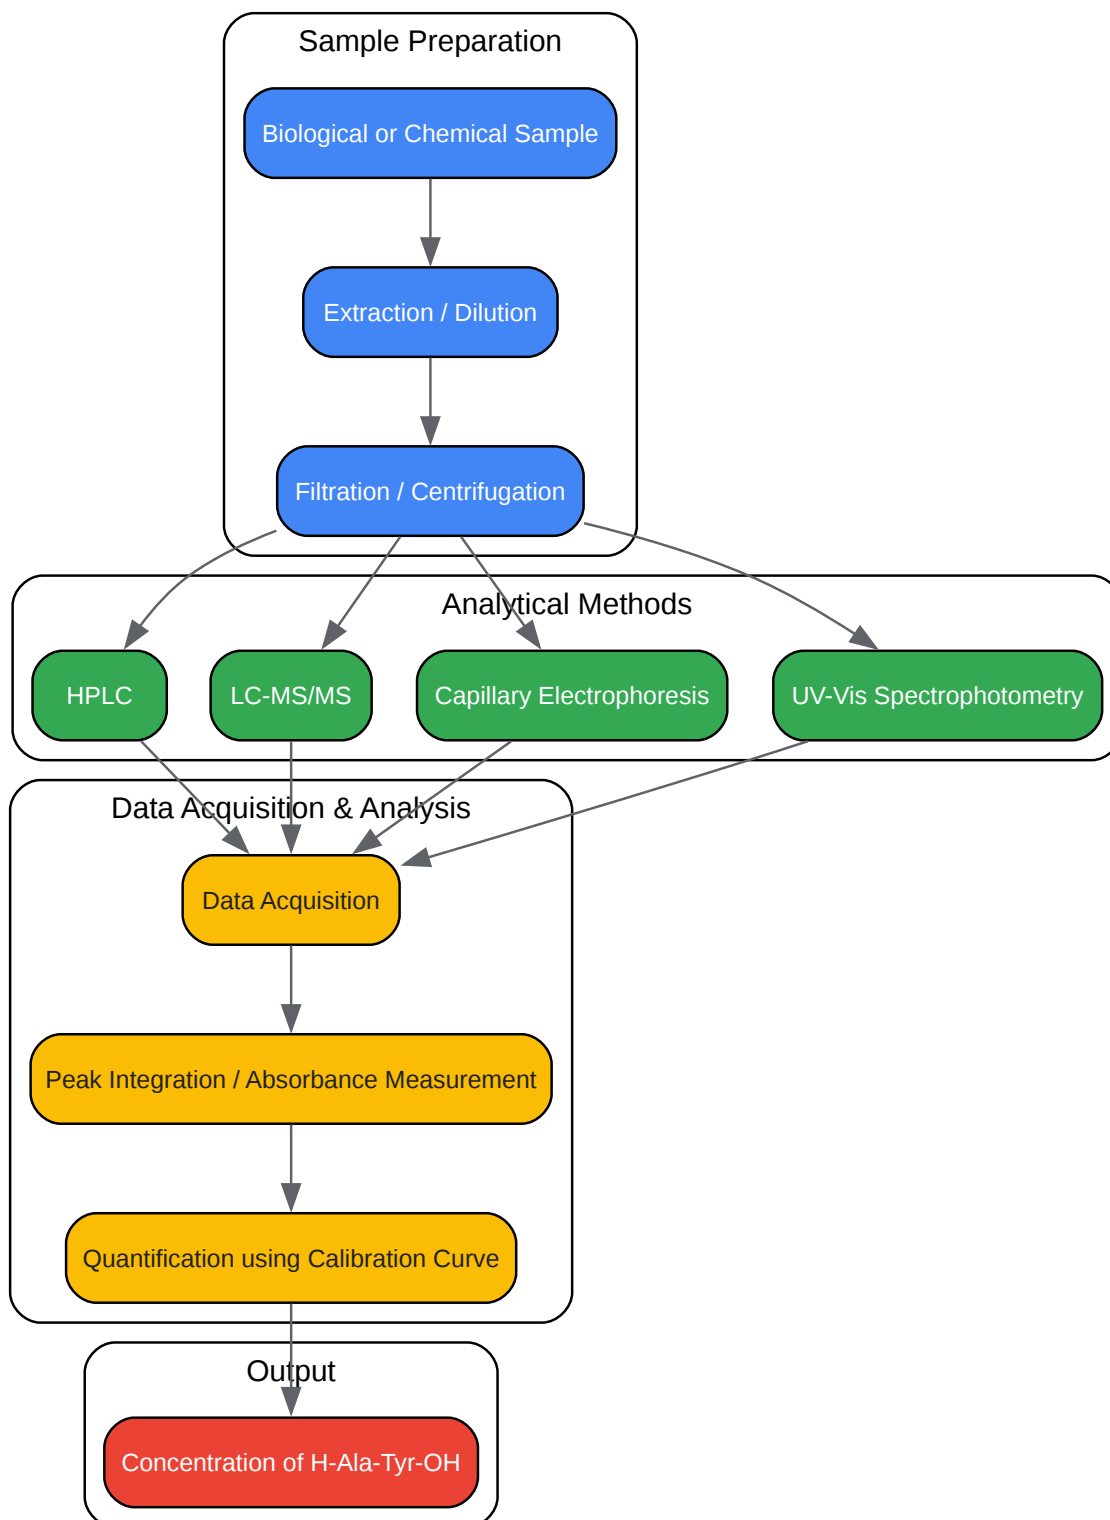 Sample Preparation
Biological or Chemical Sample
Extraction / Dilution
Filtration / Centrifugation
Analytical Methods
HPLC
LC-MS/MS
Capillary Electrophoresis
UV-Vis Spectrophotometry
Data Acquisition & Analysis
Data Acquisition
Peak Integration / Absorbance Measurement
Quantification using Calibration Curve
Output
Concentration of H-Ala-Tyr-OH